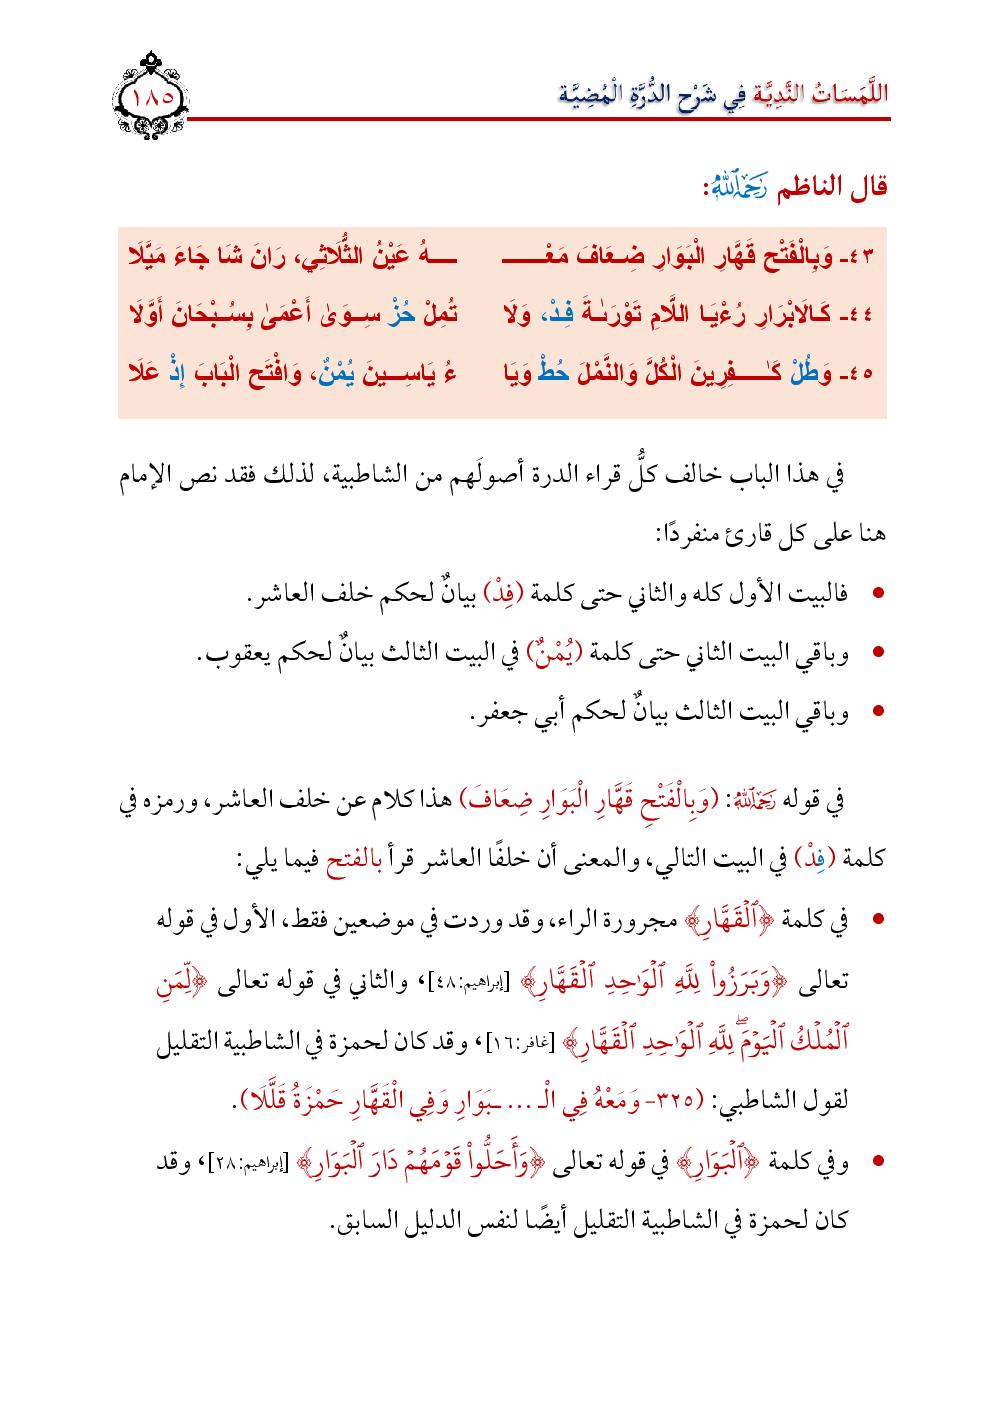 اللَّمَسَاتُ النَّدِيَّة فِي شَرْحِ الدُّرَّةِ الْمُضِيَّة
١٨٥
قال الناظم رَحِمَهُ ٱللَّهُ:
٤٣- وَبِالْفَتْحِ قَهَّارِ الْبَوَارِ ضِعَافَ مَعْـ ـهُ عَيْنُ الثُّلَاثِي، رَانَ شَا جَاءَ مَيَّلَا
٤٤- كَالَابْرَارِ رُءْيَا اللَّامِ تَوْرَىٰةَ فِدْ، وَلَا تُمِلْ حُزْ سِوَىٰ أَعْمَىٰ بِسُبْحَانَ أَوَّلَا
٤٥- وَطُلْ كَـٰفِرِينَ الْكُلَّ وَالنَّمْلَ حُطْ وَيَا ءُ يَاسِينَ يُمْنٌ، وَافْتَحِ الْبَابَ إِذْ عَلَا
في هذا الباب خالف كلُّ قراء الدرة أصولَهم من الشاطبية، لذلك فقد نص الإمام
هنا على كل قارئ منفردًا:
• فالبيت الأول كله والثاني حتى كلمة (فِدْ) بيانٌ لحكم خلف العاشر.
• وباقي البيت الثاني حتى كلمة (يُمْنٌ) في البيت الثالث بيانٌ لحكم يعقوب.
• وباقي البيت الثالث بيانٌ لحكم أبي جعفر.
في قوله رَحِمَهُ ٱللَّهُ: (وَبِالْفَتْحِ قَهَّارِ الْبَوَارِ ضِعَافَ) هذا كلام عن خلف العاشر، ورمزه في
كلمة (فِدْ) في البيت التالي، والمعنى أن خلفًا العاشر قرأ بالفتح فيما يلي:
• في كلمة ﴿ٱلْقَهَّارِ﴾ مجرورة الراء، وقد وردت في موضعين فقط، الأول في قوله
تعالى ﴿وَبَرَزُواْ لِلَّهِ ٱلْوَٰحِدِ ٱلْقَهَّارِ﴾ [إبراهيم:٤٨]، والثاني في قوله تعالى ﴿لِّمَنِ
ٱلْمُلْكُ ٱلْيَوْمَۖ لِلَّهِ ٱلْوَٰحِدِ ٱلْقَهَّارِ﴾ [غافر:١٦]، وقد كان لحمزة في الشاطبية التقليل
لقول الشاطبي: (٣٢٥- وَمَعْهُ فِي الْـ ... ـبَوَارِ وَفِي الْقَهَّارِ حَمْزَةُ قَلَّلَا).
• وفي كلمة ﴿ٱلْبَوَارِ﴾ في قوله تعالى ﴿وَأَحَلُّواْ قَوْمَهُمْ دَارَ ٱلْبَوَارِ﴾ [إبراهيم:٢٨]، وقد
كان لحمزة في الشاطبية التقليل أيضًا لنفس الدليل السابق.